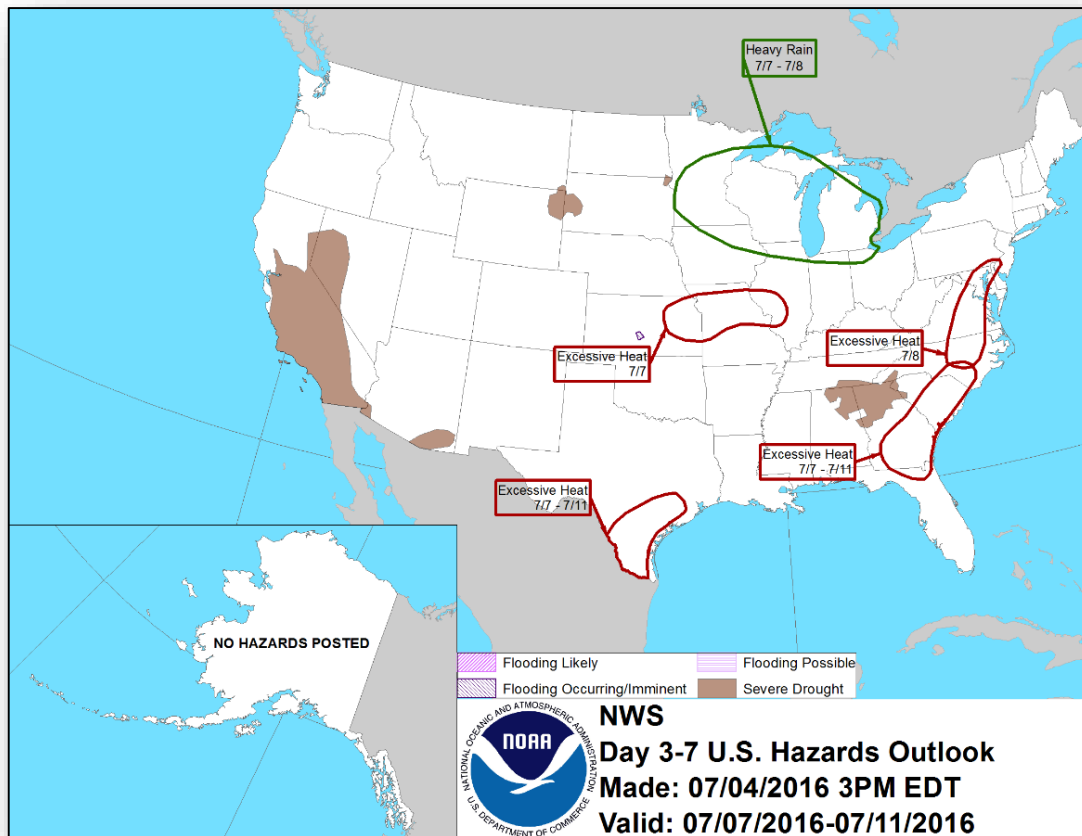 Heavy Rain
7/7 - 7/8
Excessive Heat
7/8
Excessive Heat
7/7
Excessive Heat
7/7 - 7/11
Excessive Heat
7/7 - 7/11
NO HAZARDS POSTED
Flooding Likely
Flooding Possible
Flooding Occurring/Imminent
Severe Drought
NATIONAL OCEANIC AND ATMOSPHERIC ADMINISTRATION
NOAA
U.S. DEPARTMENT OF COMMERCE
NWS
Day 3-7 U.S. Hazards Outlook
Made: 07/04/2016 3PM EDT
Valid: 07/07/2016-07/11/2016